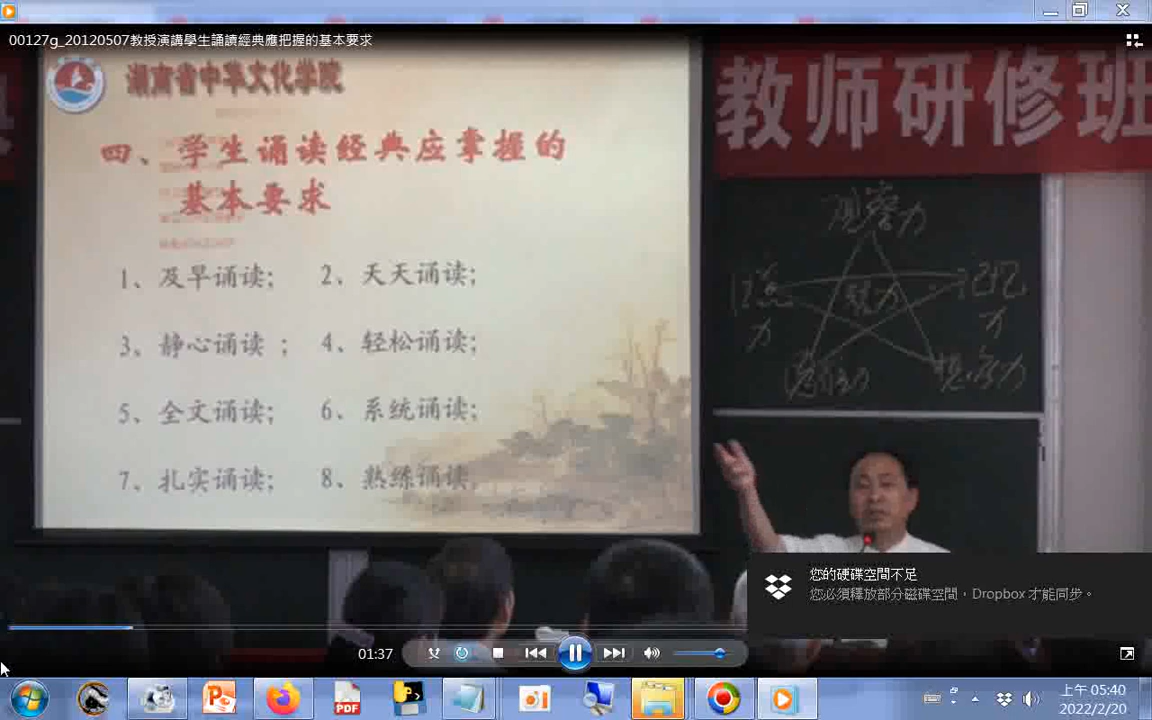 00127g_20120507教授演講學生誦讀經典應把握的基本要求
湖南省中华文化学院
教师研修班
四、学生诵读经典应掌握的
基本要求
1、及早诵读; 2、天天诵读;
3、静心诵读 ; 4、轻松诵读;
5、全文诵读; 6、系统诵读;
7、扎实诵读; 8、熟练诵读
观察力
记忆
力
您的硬碟空間不足
您必須釋放部分磁碟空間，Dropbox 才能同步。
01:37
PDF
上午 05:40
2022/2/20